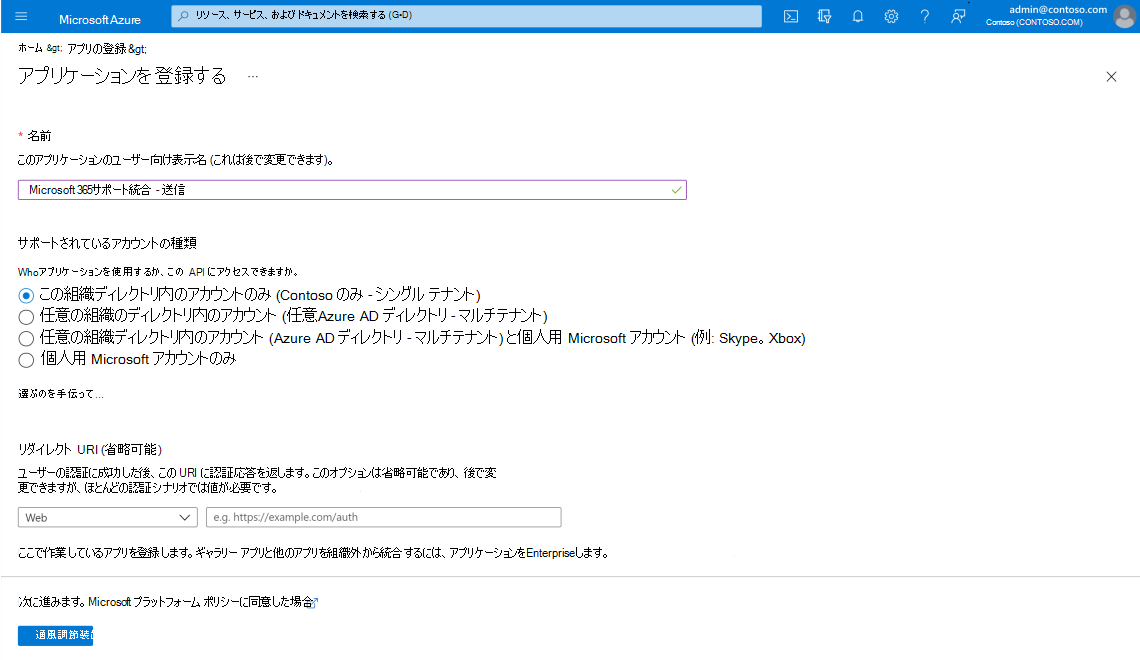 Microsoft Azure
リソース、サービス、およびドキュメントを検索する (G+D)
admin@contoso.com
Contoso (CONTOSO.COM)
ホーム &gt; アプリの登録 &gt;
アプリケーションを登録する ...
* 名前
このアプリケーションのユーザー向け表示名 (これは後で変更できます)。
Microsoft 365サポート統合 - 送信
サポートされているアカウントの種類
Whoアプリケーションを使用するか、この API にアクセスできますか。
この組織ディレクトリ内のアカウントのみ (Contoso のみ - シングル テナント)
任意の組織のディレクトリ内のアカウント (任意Azure AD ディレクトリ - マルチテナント)
任意の組織ディレクトリ内のアカウント (Azure AD ディレクトリ - マルチテナント) と個人用 Microsoft アカウント (例: Skype。Xbox)
個人用 Microsoft アカウントのみ
選ぶのを手伝って...
リダイレクト URI (省略可能)
ユーザーの認証に成功した後、この URI に認証応答を返します。このオプションは省略可能であり、後で変
更できますが、ほとんどの認証シナリオでは値が必要です。
Web
e.g. https://example.com/auth
ここで作業しているアプリを登録します。ギャラリー アプリと他のアプリを組織外から統合するには、アプリケーションをEnterpriseします。
次に進みます。Microsoft プラットフォーム ポリシーに同意した場合
通風調節装